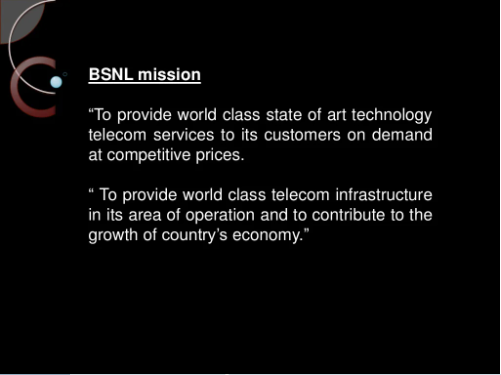 BSNL mission
“To provide world class state of art technology
telecom services to its customers on demand
at competitive prices.
“ To provide world class telecom infrastructure
in its area of operation and to contribute to the
growth of country’s economy.”